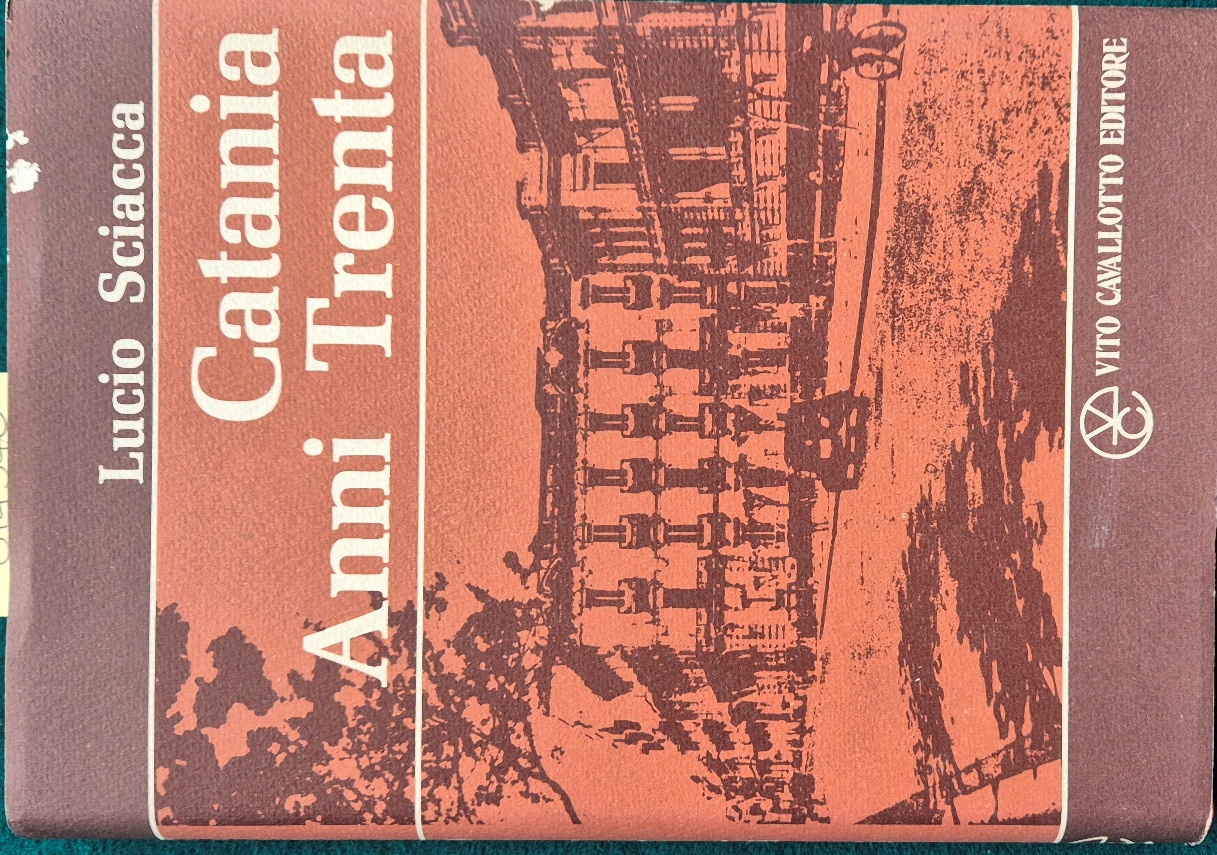 Lucio Sciacca
Catania
Anni Trenta
VITO CAVALLOTTO EDITORE